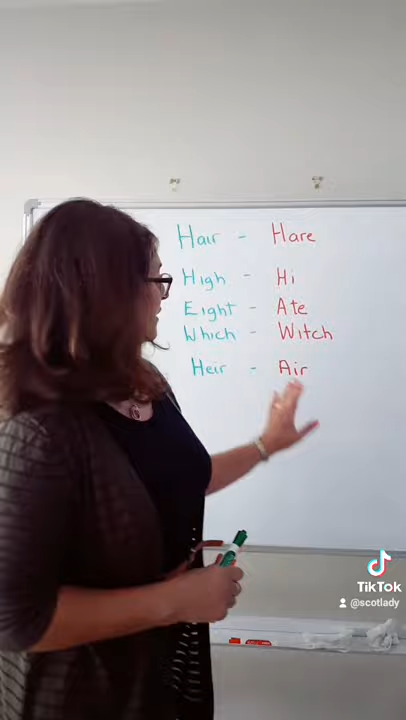 Hair - Hare
High - Hi
Eight - Ate
Which - Witch
Heir - Air
TikTok
@scotlady